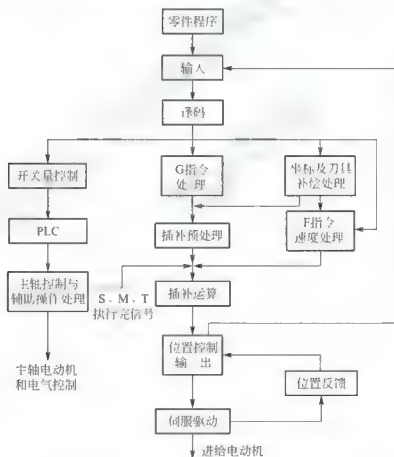 零件程序
输入
译码
开关量控制
G指令
处理
坐标及刀具
补偿处理
PLC
插补预处理
F指令
速度处理
主轴控制与
辅助操作处理
S、M、T
执行完信号
插补运算
位置控制
输 出
位置反馈
主轴电动机
和电气控制
伺服驱动
进给电动机